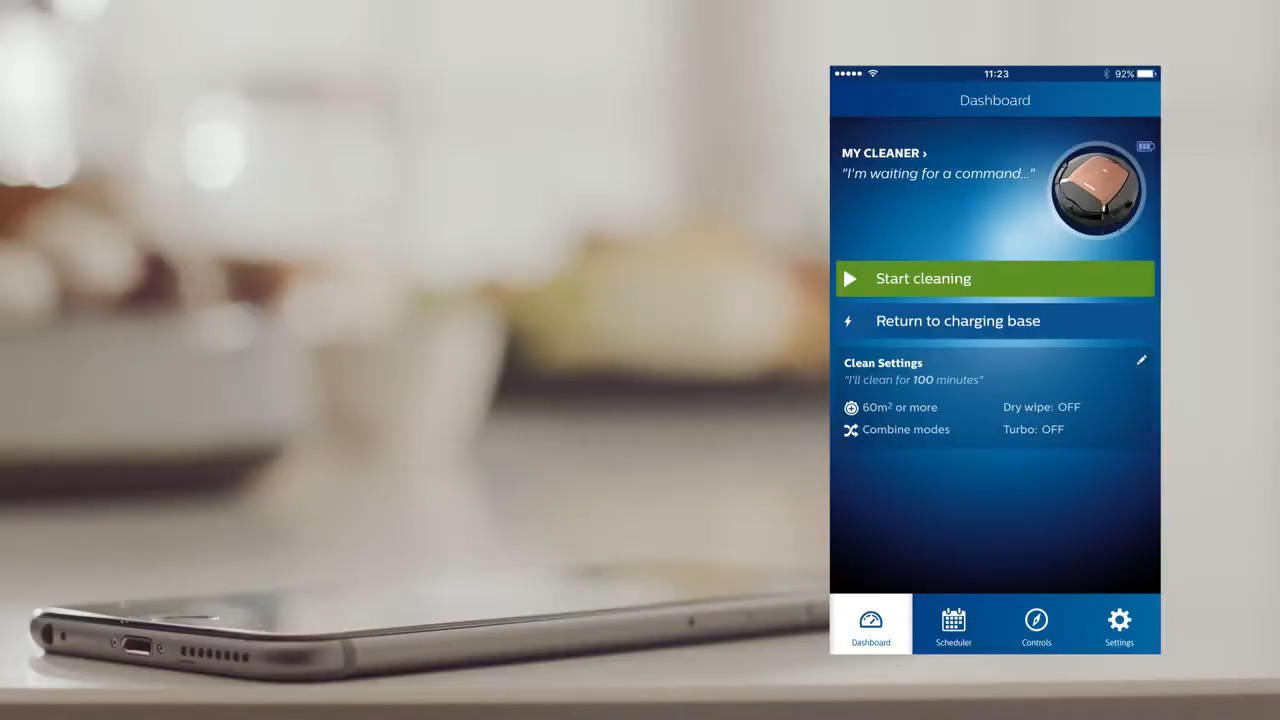 11:23
92%
Dashboard
MY CLEANER ›
"I'm waiting for a command..."
Start cleaning
Return to charging base
Clean Settings
"I'll clean for 100 minutes"
60m² or more
Dry wipe: OFF
Combine modes
Turbo: OFF
Dashboard
Scheduler
Controls
Settings